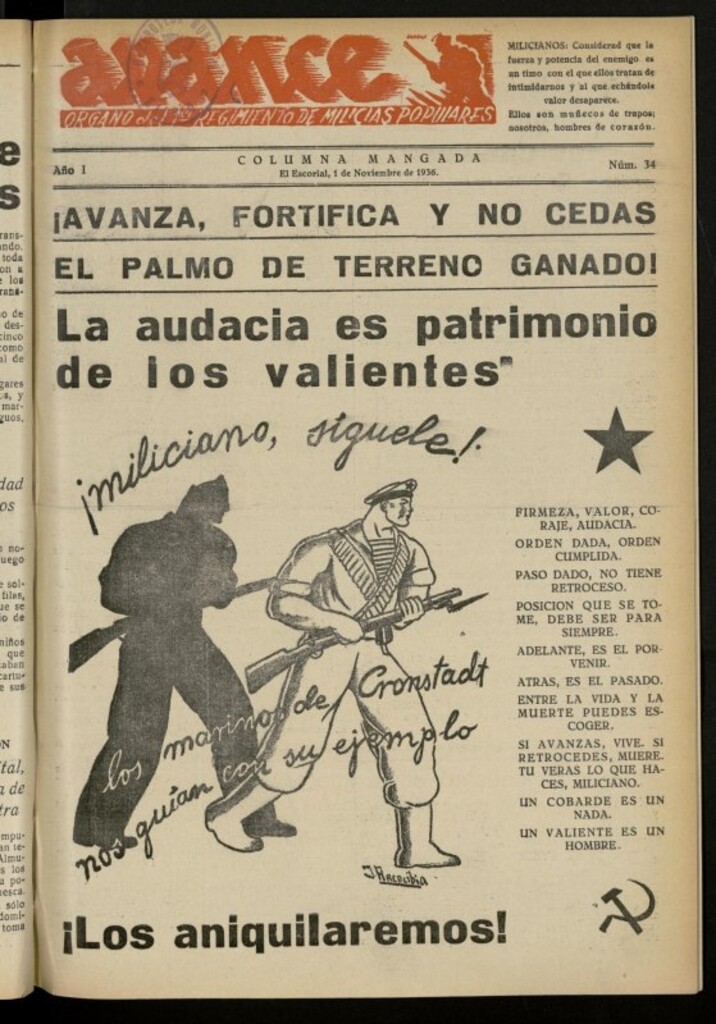 avance
ORGANO REGIMIENTO DE MILICIAS POPULARES
MILICIANOS: Considerad que la
fuerza y potencia del enemigo es
un timo con el que ellos tratan de
intimidarnos y al que echándole
valor desaparece.
Ellos son muñecos de trapos;
nosotros, hombres de corazón.
COLUMNA MANGADA
Año I
El Escorial, 1 de Noviembre de 1936.
Núm. 34
¡AVANZA, FORTIFICA Y NO CEDAS
EL PALMO DE TERRENO GANADO!
La audacia es patrimonio
de los valientes"
¡miliciano, síguele!
los marinos de Cronstadt
nos guían con su ejemplo
FIRMEZA, VALOR, CO-
RAJE, AUDACIA.
ORDEN DADA, ORDEN
CUMPLIDA.
PASO DADO, NO TIENE
RETROCESO.
POSICION QUE SE TO-
ME, DEBE SER PARA
SIEMPRE.
ADELANTE, ES EL POR-
VENIR.
ATRAS, ES EL PASADO.
ENTRE LA VIDA Y LA
MUERTE PUEDES ES-
COGER.
SI AVANZAS, VIVE. SI
RETROCEDES, MUERE.
TU VERAS LO QUE HA-
CES, MILICIANO.
UN COBARDE ES UN
NADA.
UN VALIENTE ES UN
HOMBRE.
¡Los aniquilaremos!